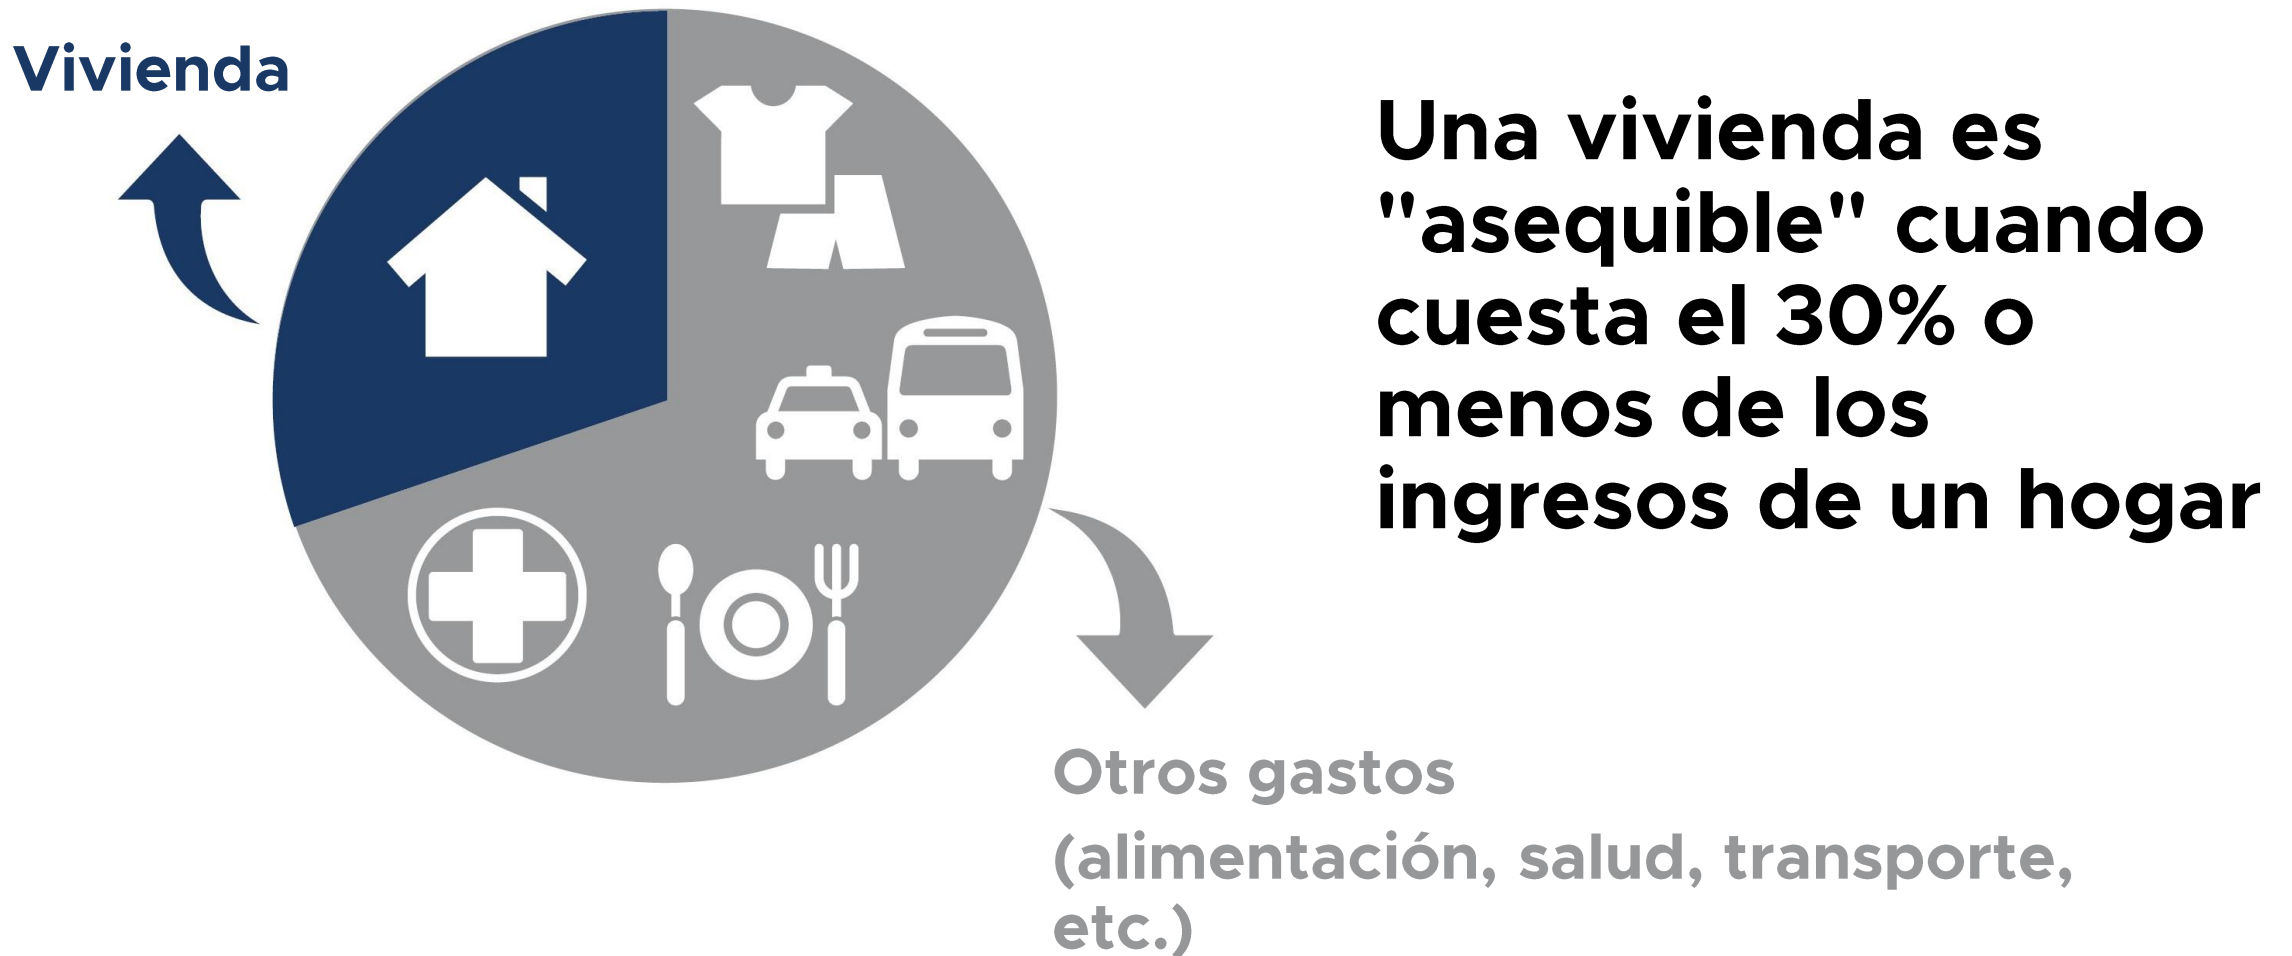 Vivienda
Una vivienda es
"asequible" cuando
cuesta el 30% o
menos de los
ingresos de un hogar
Otros gastos
(alimentación, salud, transporte,
etc.)